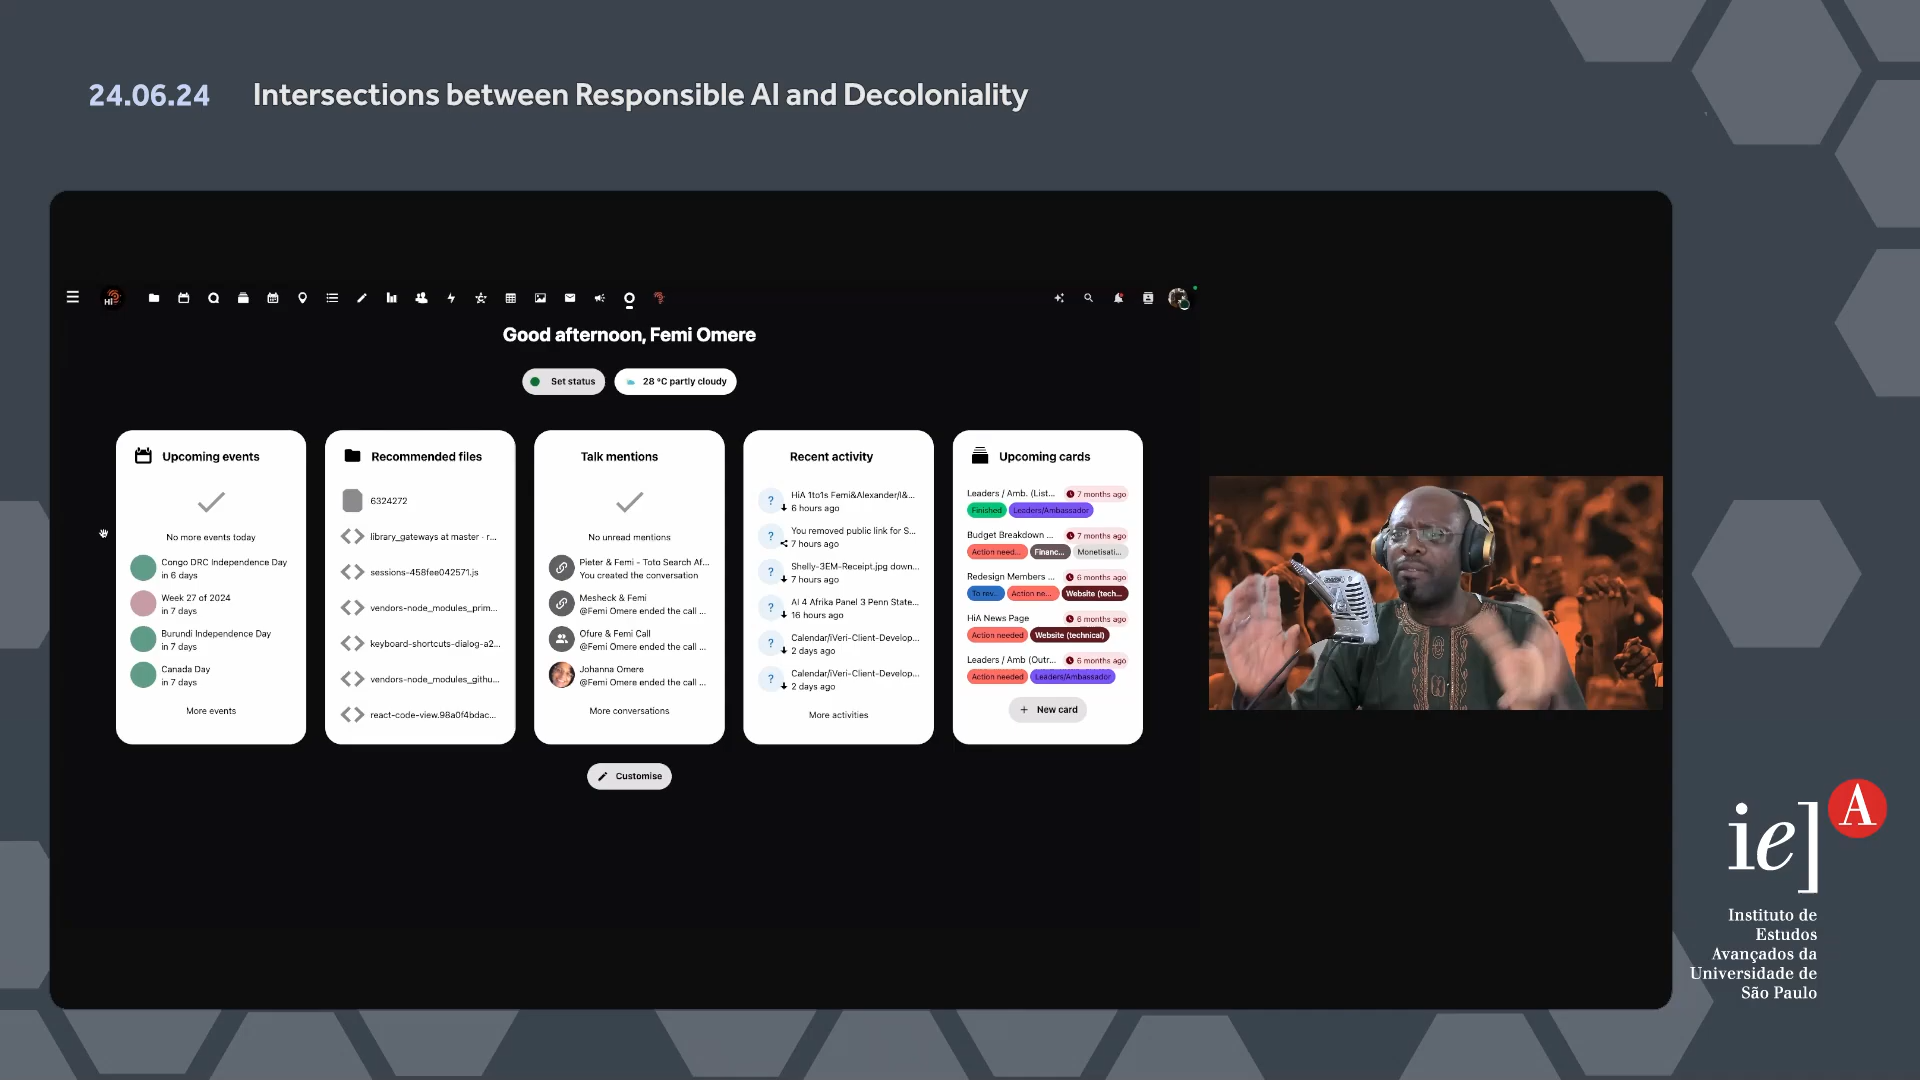 24.06.24 Intersections between Responsible AI and Decoloniality
Hi
Good afternoon, Femi Omere
Set status
28 °C partly cloudy
Upcoming events
No more events today
Congo DRC Independence Day
in 6 days
Week 27 of 2024
in 7 days
Burundi Independence Day
in 7 days
Canada Day
in 7 days
More events
Recommended files
6324272
library_gateways at master · r...
sessions-458fee042571.js
vendors-node_modules_prim...
keyboard-shortcuts-dialog-a2...
vendors-node_modules_githu...
react-code-view.98a0f4bdac...
Talk mentions
No unread mentions
Pieter & Femi - Toto Search Af...
You created the conversation
Mesheck & Femi
@Femi Omere ended the call ...
Ofure & Femi Call
@Femi Omere ended the call ...
Johanna Omere
@Femi Omere ended the call ...
More conversations
Recent activity
HiA 1to1s Femi&Alexander/I&...
6 hours ago
You removed public link for S...
7 hours ago
Shelly-3EM-Receipt.jpg down...
7 hours ago
AI 4 Afrika Panel 3 Penn State...
16 hours ago
Calendar/iVeri-Client-Develop...
2 days ago
Calendar/iVeri-Client-Develop...
2 days ago
More activities
Upcoming cards
Leaders / Amb. (List... 7 months ago
Finished Leaders/Ambassador
Budget Breakdown ... 7 months ago
Action need... Financ... Monetisati...
Redesign Members ... 6 months ago
To rev... Action ne... Website (tech...
HiA News Page 6 months ago
Action needed Website (technical)
Leaders / Amb (Outr... 6 months ago
Action needed Leaders/Ambassador
+ New card
Customise
ie] A
Instituto de
Estudos
Avançados da
Universidade de
São Paulo